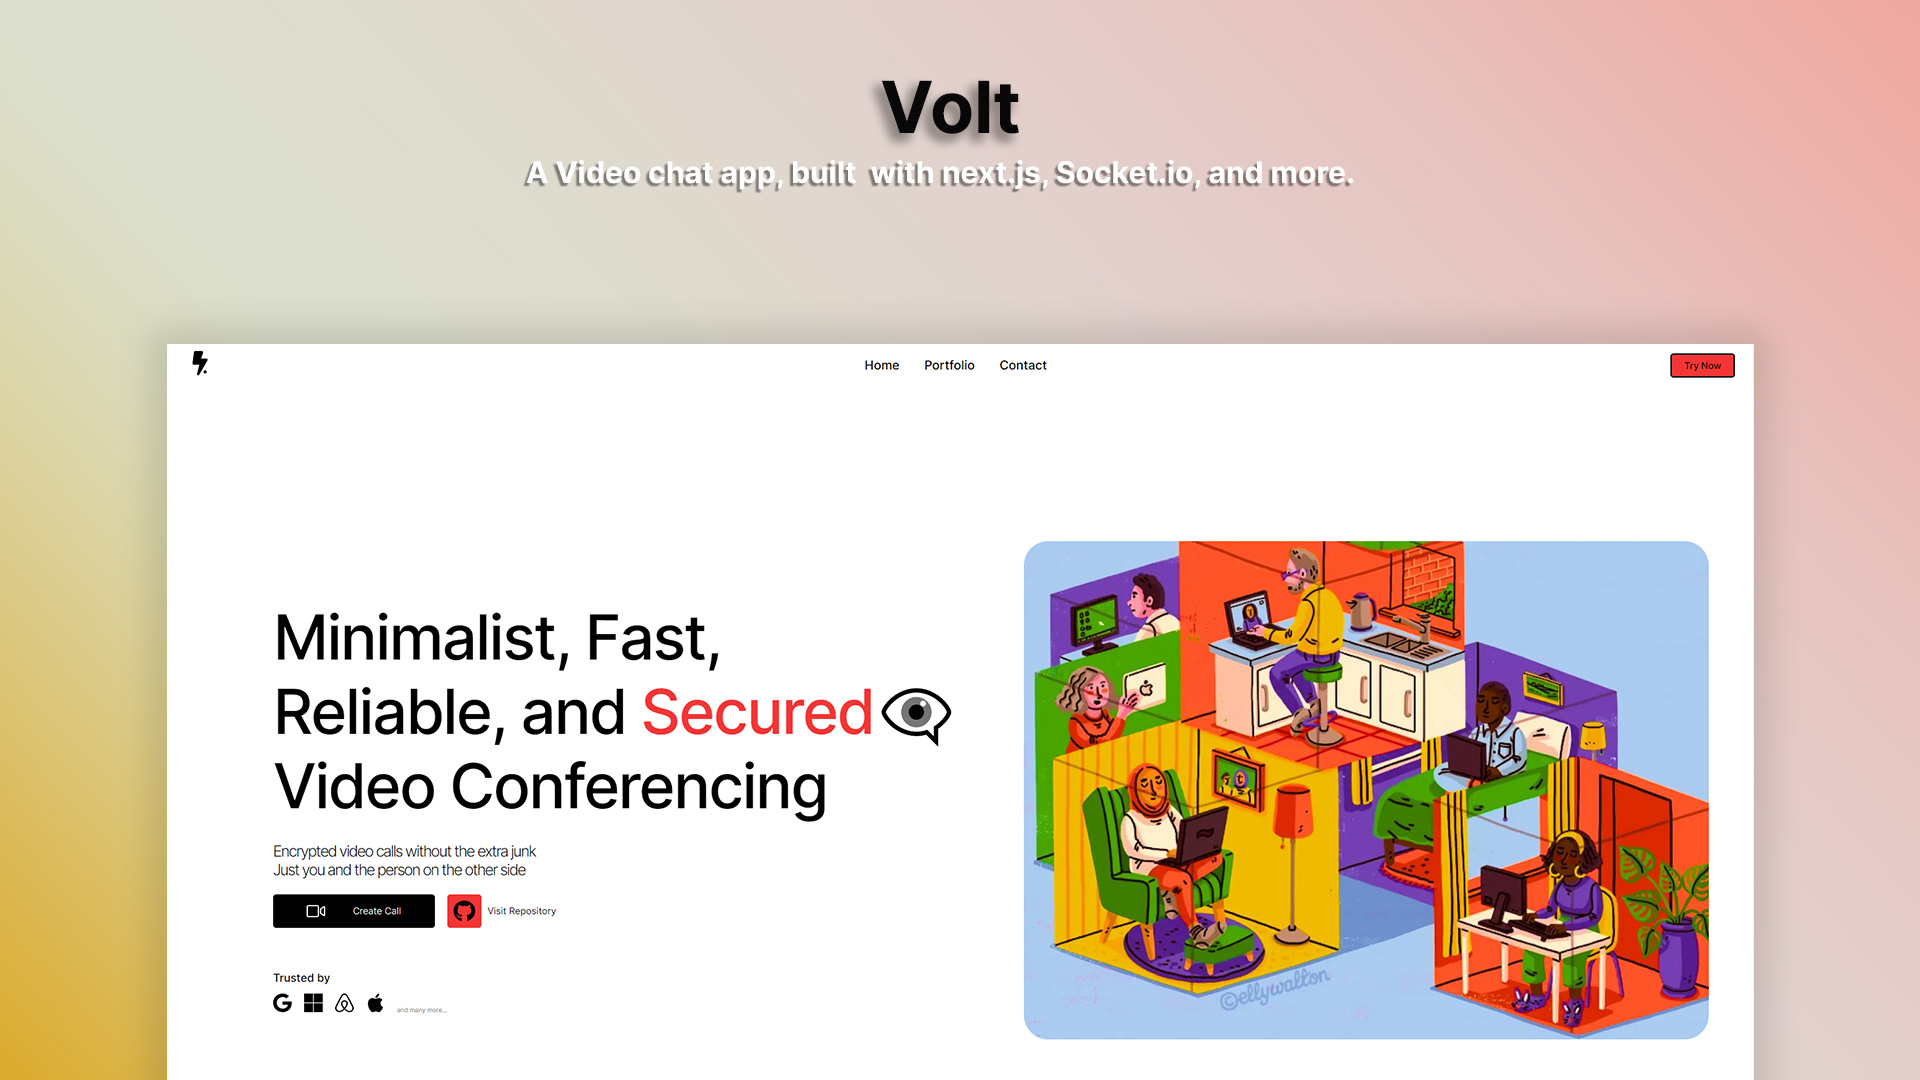 Volt
A Video chat app, built with next.js, Socket.io, and more.
Home Portfolio Contact
Try Now
Minimalist, Fast,
Reliable, and Secured
Video Conferencing
Encrypted video calls without the extra junk
Just you and the person on the other side
Create Call
Visit Repository
Trusted by
and many more...
©ellywalton